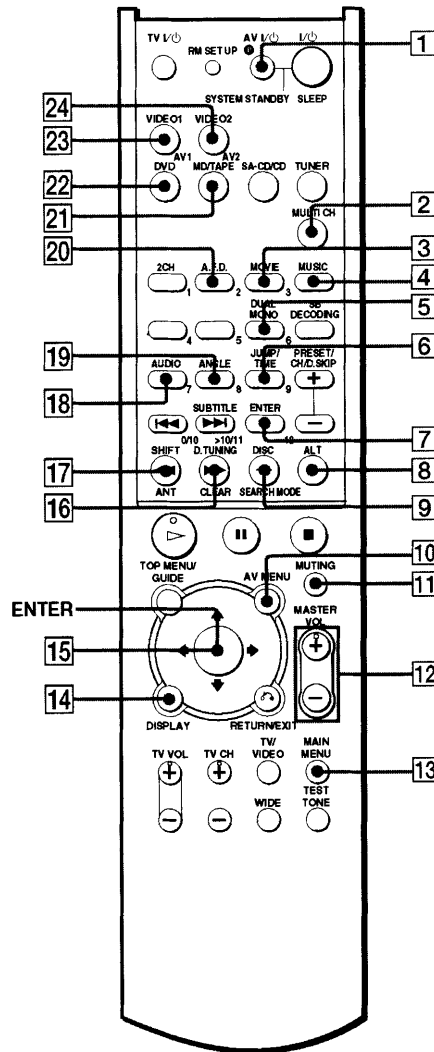 TV I/⏻ AV I/⏻ I/⏻
RM SET UP
1
SYSTEM STANDBY SLEEP
24
VIDEO1 VIDEO2
23
AV1 AV2
22
DVD MD/TAPE SA-CD/CD TUNER
21
MULTI CH
2
20
3
2CH A.F.D. MOVIE MUSIC
1 2 3
4
DUAL MONO SB DECODING
5
4 5 6
19
6
AUDIO ANGLE JUMP/TIME PRESET/CH/D.SKIP
+
7 8 9
18
SUBTITLE ENTER
−
7
0/10 >10/11 12
17
SHIFT D.TUNING DISC ALT
8
ANT CLEAR SEARCH MODE
16
9
TOP MENU/GUIDE AV MENU MUTING
10
11
ENTER
MASTER VOL
+
15
12
−
14
DISPLAY RETURN/EXIT
TV VOL TV CH TV/VIDEO MAIN MENU
+ +
13
WIDE TEST TONE
− −